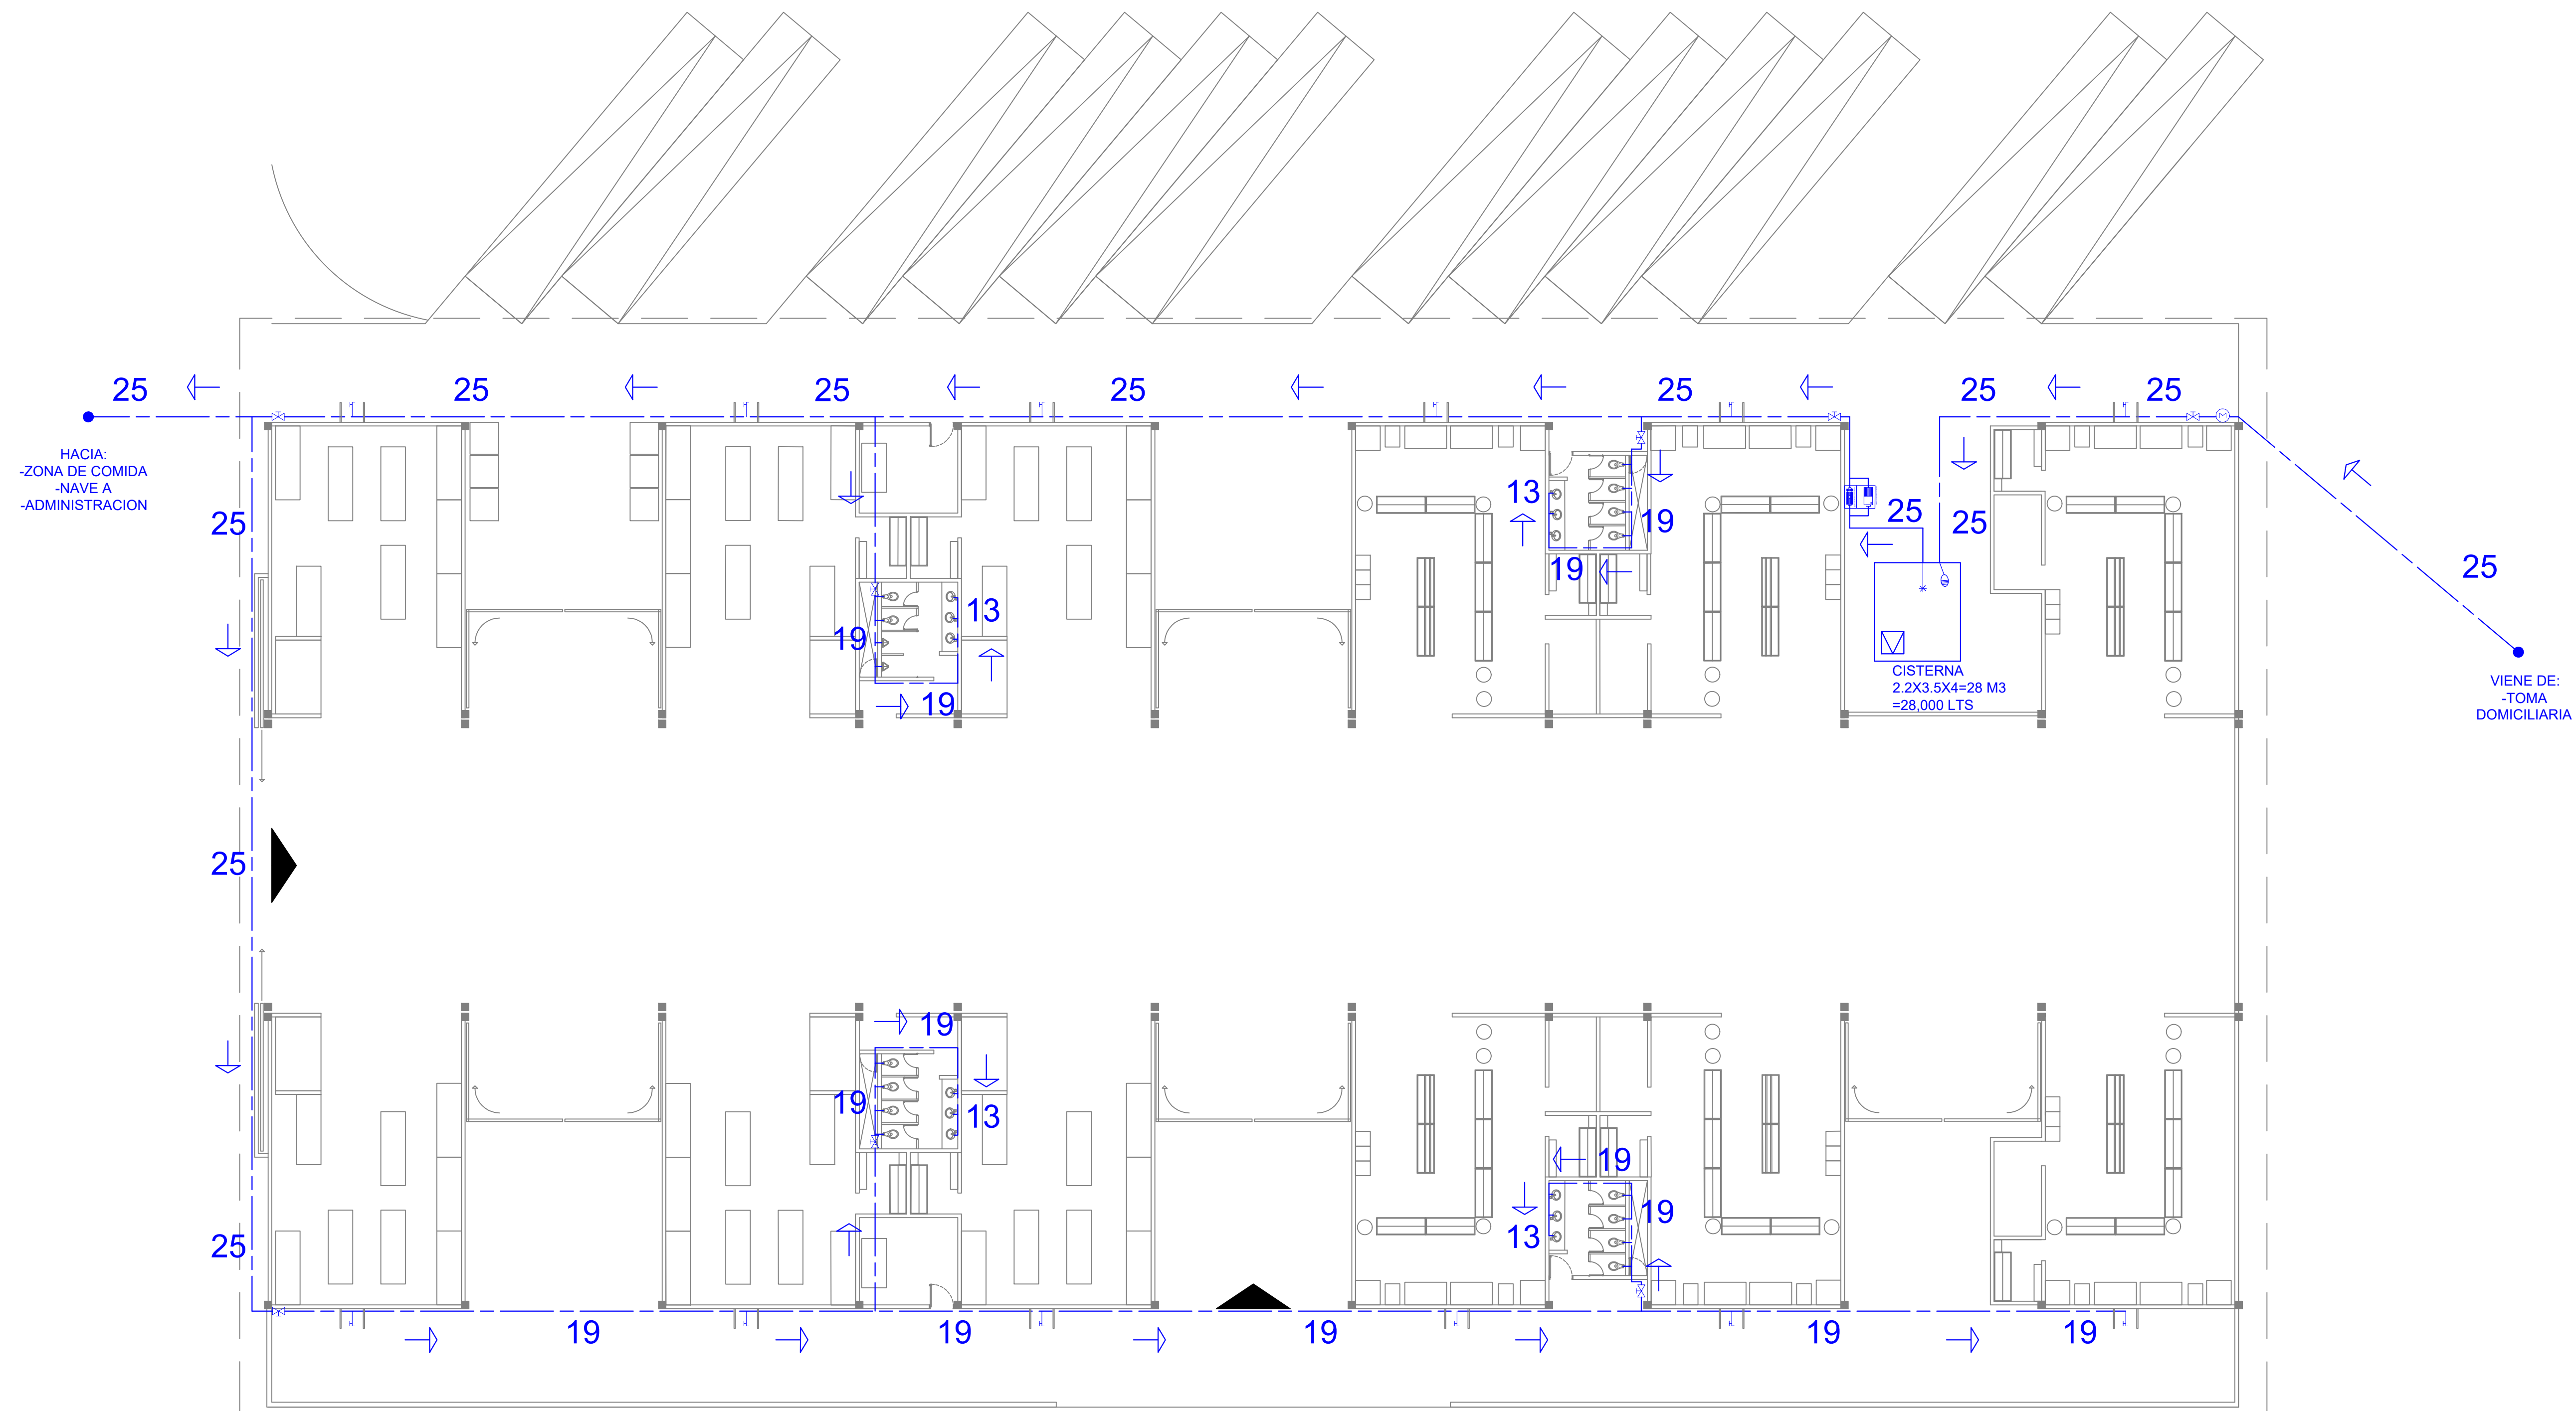 25
25
25
25
25
25
25
HACIA:
-ZONA DE COMIDA
-NAVE A
-ADMINISTRACION
M
13
19
25
25
25
25
19
13
19
CISTERNA
2.2X3.5X4=28 M3
=28,000 LTS
VIENE DE:
-TOMA
DOMICILIARIA
19
19
25
19
19
13
19
19
13
25
19
19
19
19
19